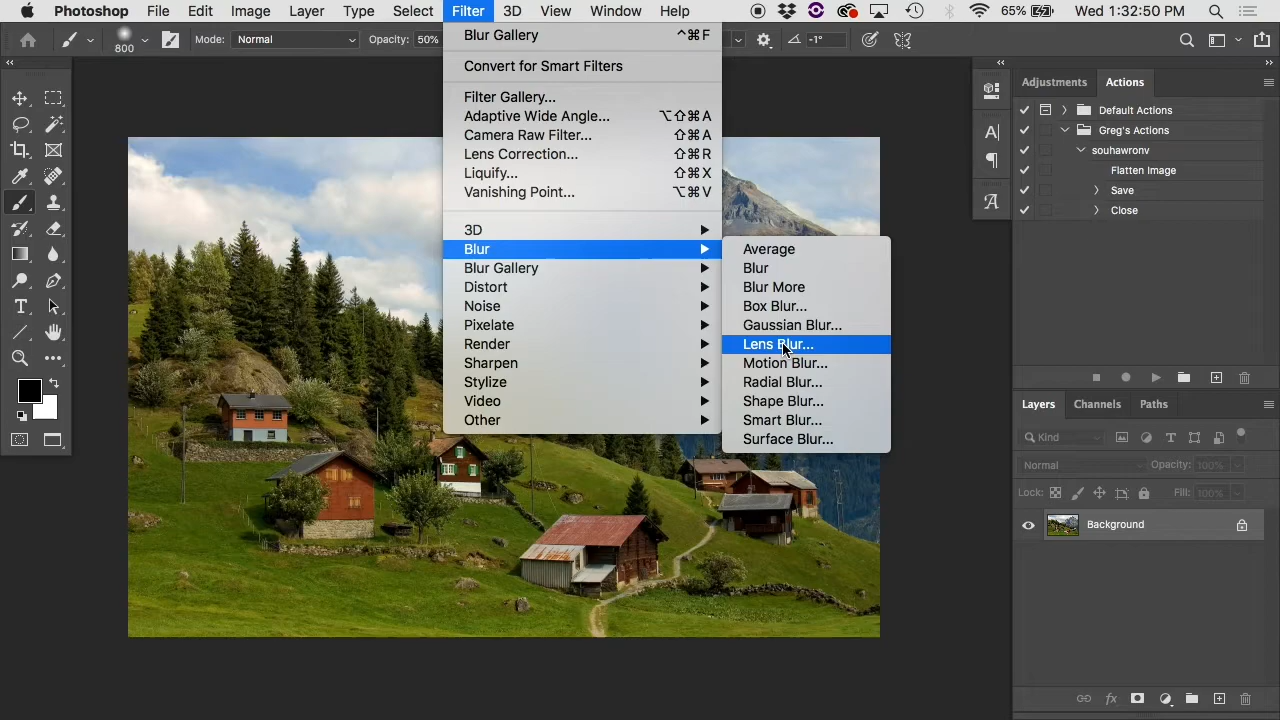 Photoshop File Edit Image Layer Type Select Filter 3D View Window Help 65% Wed 1:32:50 PM
800 Mode: Normal Opacity: 50% -1°
Blur Gallery ^⌘F
Convert for Smart Filters
Filter Gallery...
Adaptive Wide Angle... ⌥⇧⌘A
Camera Raw Filter... ⇧⌘A
Lens Correction... ⇧⌘R
Liquify... ⇧⌘X
Vanishing Point... ⌥⌘V
3D
Blur
Blur Gallery
Distort
Noise
Pixelate
Render
Sharpen
Stylize
Video
Other
Average
Blur
Blur More
Box Blur...
Gaussian Blur...
Lens Blur...
Motion Blur...
Radial Blur...
Shape Blur...
Smart Blur...
Surface Blur...
Adjustments Actions
Default Actions
Greg's Actions
souhawronv
Flatten Image
Save
Close
Layers Channels Paths
Kind
Normal Opacity: 100%
Lock: Fill: 100%
Background